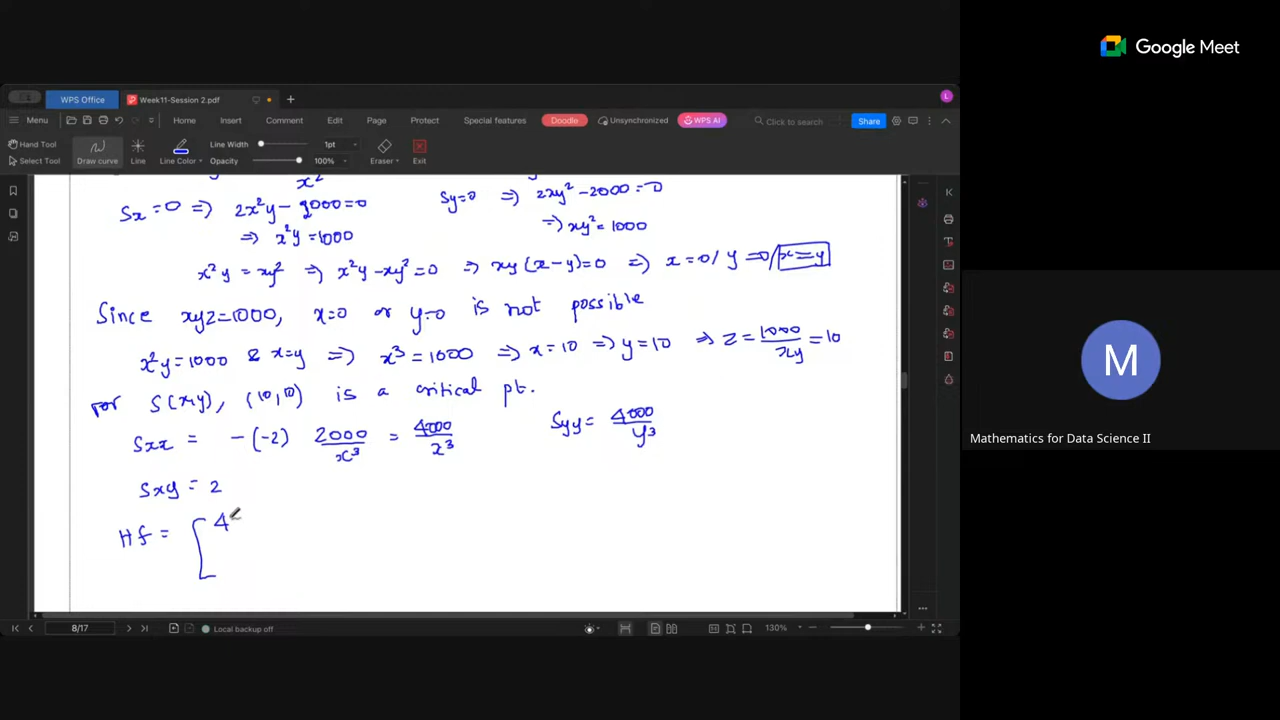 Google Meet
WPS Office Week11-Session 2.pdf
Menu Home Insert Comment Edit Page Protect Special features Doodle Unsynchronized WPS AI Click to search Share
L
Hand Tool Line Width 1pt
Select Tool Draw curve Line Line Color Opacity 100% Eraser Exit
x²
Sx=0 ⇒ 2x²y - 2000=0 Sy=0 ⇒ 2xy² - 2000=0
⇒ x²y=1000 ⇒ xy²=1000
x²y = xy² ⇒ x²y - xy²=0 ⇒ xy(x-y)=0 ⇒ x=0/ y=0/ x=y
Since xyz=1000, x=0 or y=0 is not possible
x²y=1000 & x=y ⇒ x³=1000 ⇒ x=10 ⇒ y=10 ⇒ z=1000/xy=10
For S(x,y), (10,10) is a critical pt.
Sxx = -(-2) 2000/x³ = 4000/x³ Syy= 4000/y³
Sxy = 2
Hf = [ 4
M
Mathematics for Data Science II
8/17 Local backup off 130%